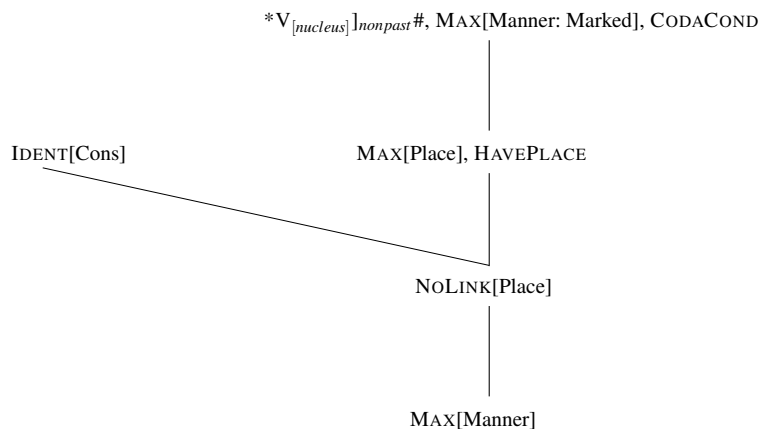 *V[nucleus]]nonpast#, MAX[Manner: Marked], CODACOND
IDENT[Cons]
MAX[Place], HAVEPLACE
NOLINK[Place]
MAX[Manner]